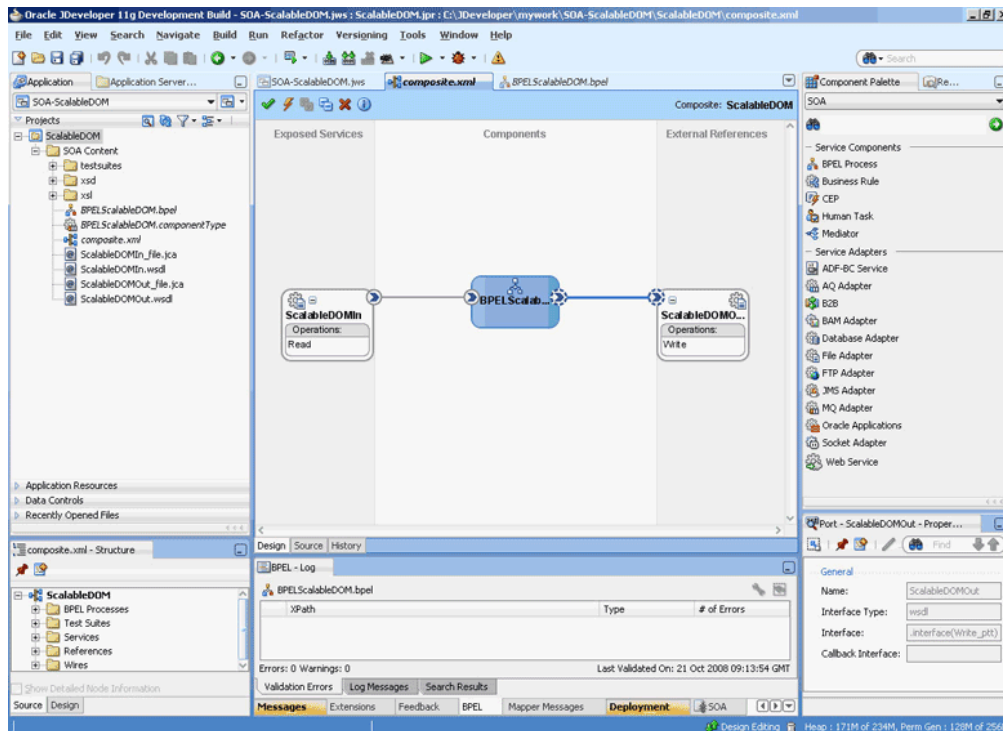 Oracle JDeveloper 11g Development Build - SOA-ScalableDOM.jws : ScalableDOM.jpr : C:\JDeveloper\mywork\SOA-ScalableDOM\ScalableDOM\composite.xml
File Edit View Search Navigate Build Run Refactor Versioning Tools Window Help
Search
Application Application Server...
SOA-ScalableDOM
Projects
ScalableDOM
SOA Content
testsuites
xsd
xsl
BPELScalableDOM.bpel
BPELScalableDOM.componentType
composite.xml
ScalableDOMIn_file.jca
ScalableDOMIn.wsdl
ScalableDOMOut_file.jca
ScalableDOMOut.wsdl
Application Resources
Data Controls
Recently Opened Files
composite.xml - Structure
ScalableDOM
BPEL Processes
Test Suites
Services
References
Wires
Show Detailed Node Information
Source Design
SOA-ScalableDOM.jws composite.xml BPELScalableDOM.bpel
Composite: ScalableDOM
Exposed Services Components External References
ScalableDOMIn
Operations:
Read
BPELScalab...
ScalableDOMO...
Operations:
Write
Design Source History
BPEL - Log
BPELScalableDOM.bpel
XPath Type # of Errors
Errors: 0 Warnings: 0 Last Validated On: 21 Oct 2008 09:13:54 GMT
Validation Errors Log Messages Search Results
Messages Extensions Feedback BPEL Mapper Messages Deployment SOA
Component Palette Re...
SOA
Service Components
BPEL Process
Business Rule
CEP
Human Task
Mediator
Service Adapters
ADF-BC Service
AQ Adapter
B2B
BAM Adapter
Database Adapter
File Adapter
FTP Adapter
JMS Adapter
MQ Adapter
Oracle Applications
Socket Adapter
Web Service
Port - ScalableDOMOut - Proper...
Find
General
Name: ScalableDOMOut
Interface Type: wsdl
Interface: .interface(Write_ptt)
Callback Interface:
Design Editing Heap : 171M of 234M, Perm Gen : 128M of 256